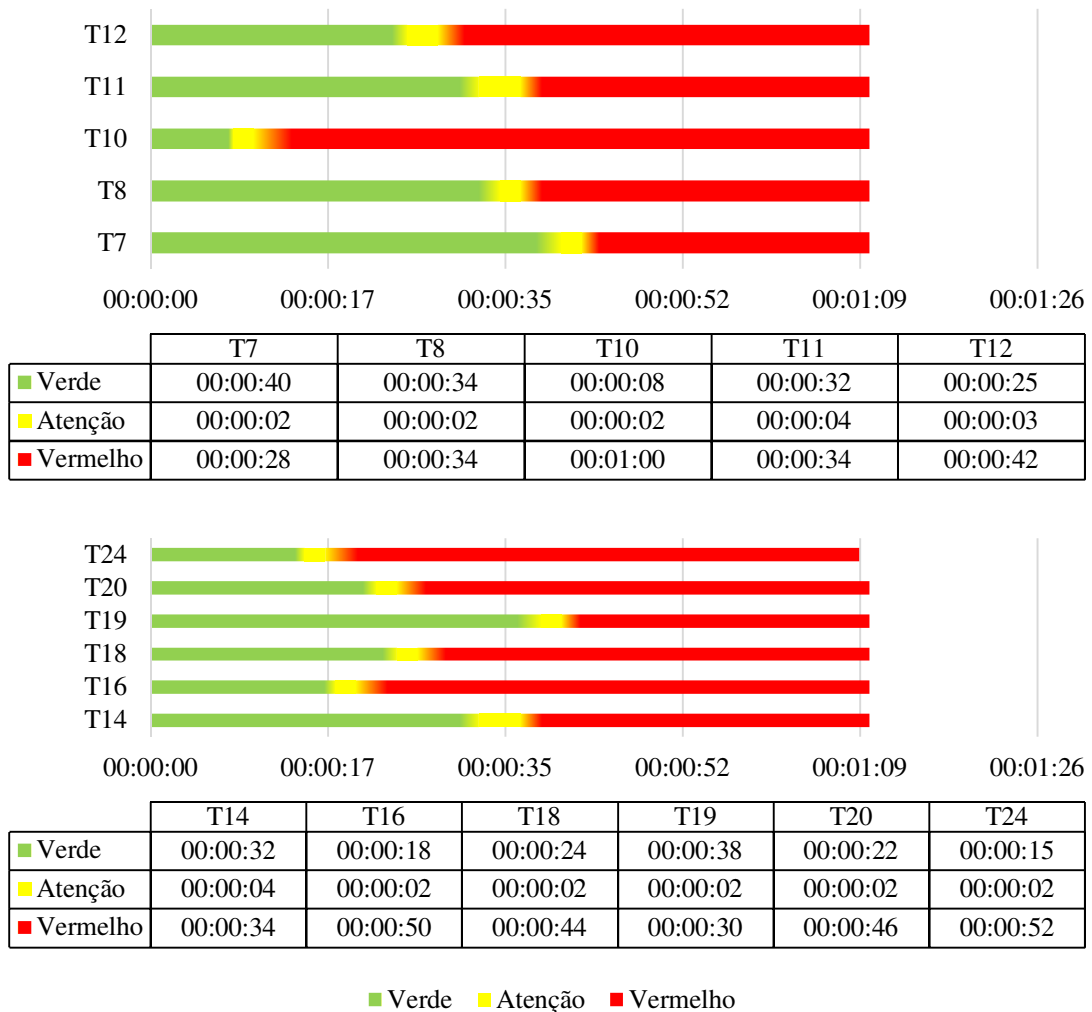 T12
T11
T10
T8
T7
00:00:00 00:00:17 00:00:35 00:00:52 00:01:09 00:01:26
T7 T8 T10 T11 T12
Verde 00:00:40 00:00:34 00:00:08 00:00:32 00:00:25
Atenção 00:00:02 00:00:02 00:00:02 00:00:04 00:00:03
Vermelho 00:00:28 00:00:34 00:01:00 00:00:34 00:00:42
T24
T20
T19
T18
T16
T14
00:00:00 00:00:17 00:00:35 00:00:52 00:01:09 00:01:26
T14 T16 T18 T19 T20 T24
Verde 00:00:32 00:00:18 00:00:24 00:00:38 00:00:22 00:00:15
Atenção 00:00:04 00:00:02 00:00:02 00:00:02 00:00:02 00:00:02
Vermelho 00:00:34 00:00:50 00:00:44 00:00:30 00:00:46 00:00:52
Verde Atenção Vermelho